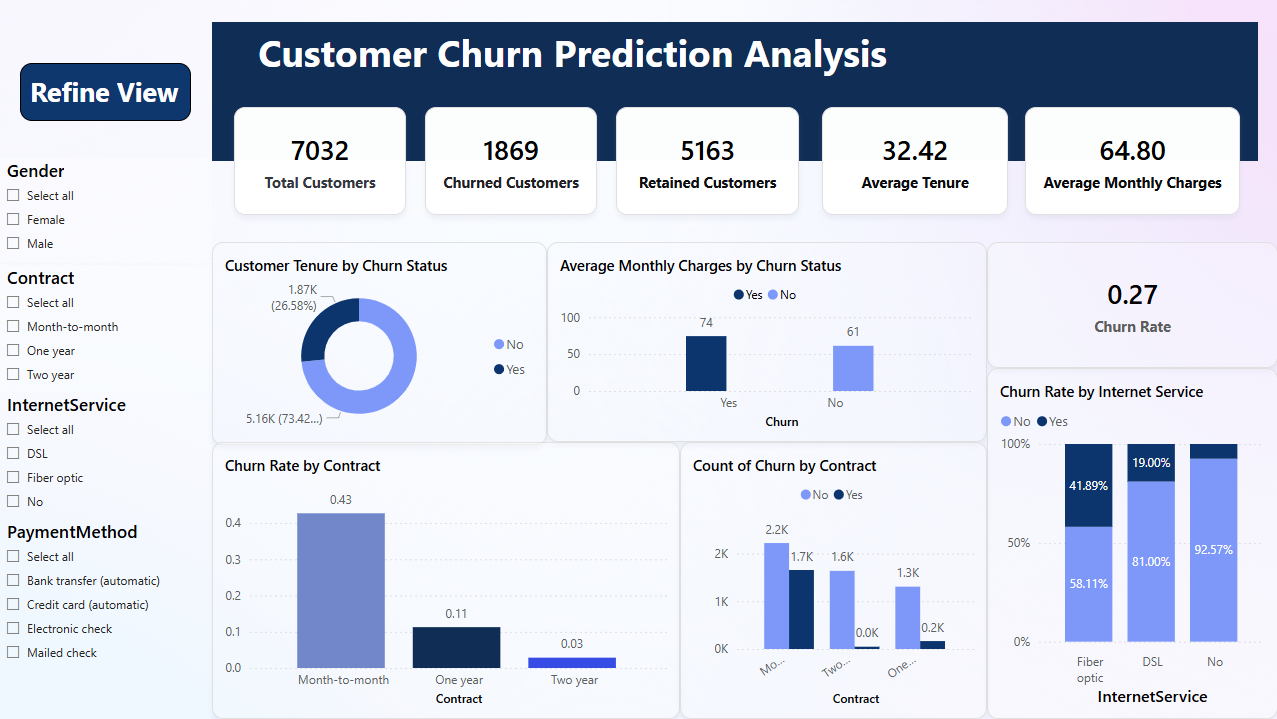 Customer Churn Prediction Analysis
Refine View
7032
Total Customers
1869
Churned Customers
5163
Retained Customers
32.42
Average Tenure
64.80
Average Monthly Charges
Gender
Select all
Female
Male
Contract
Select all
Month-to-month
One year
Two year
InternetService
Select all
DSL
Fiber optic
No
PaymentMethod
Select all
Bank transfer (automatic)
Credit card (automatic)
Electronic check
Mailed check
Customer Tenure by Churn Status
1.87K
(26.58%)
5.16K (73.42...)
No
Yes
Average Monthly Charges by Churn Status
Yes No
100
50
0
74
61
Yes No
Churn
0.27
Churn Rate
Churn Rate by Contract
0.4
0.3
0.2
0.1
0.0
0.43
0.11
0.03
Month-to-month One year Two year
Contract
Count of Churn by Contract
No Yes
2K
1K
0K
2.2K
1.7K
1.6K
0.0K
1.3K
0.2K
Mo... Two... One...
Contract
Churn Rate by Internet Service
No Yes
100%
50%
0%
41.89%
58.11%
19.00%
81.00%
92.57%
Fiber
optic
DSL
No
InternetService